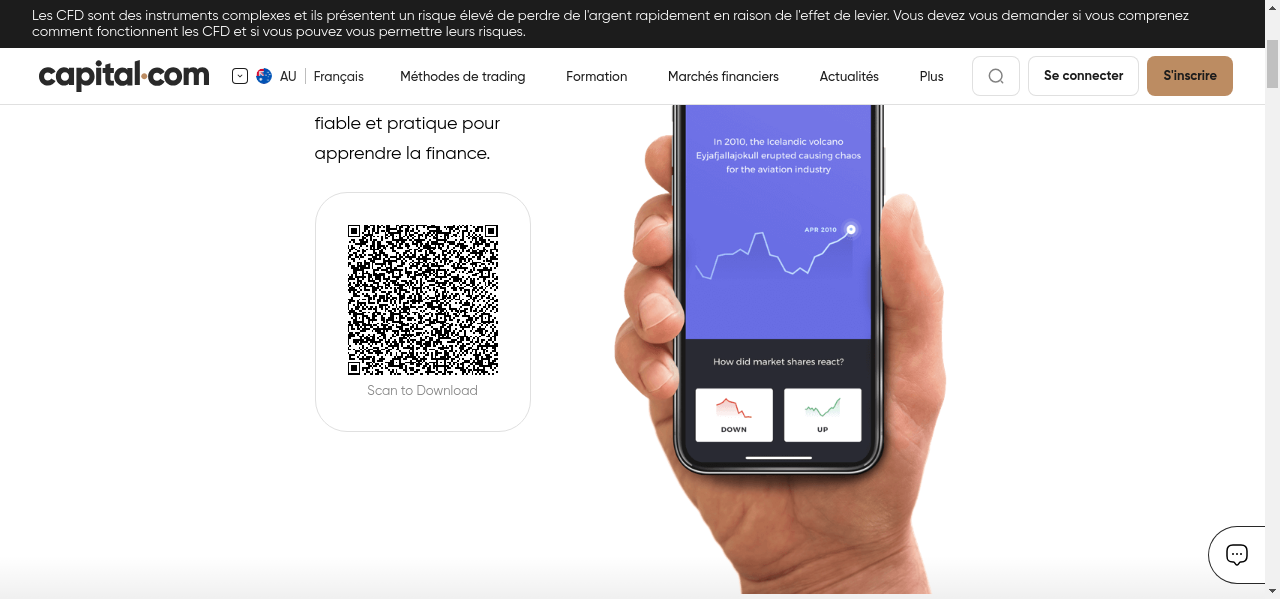 Les CFD sont des instruments complexes et ils présentent un risque élevé de perdre de l'argent rapidement en raison de l'effet de levier. Vous devez vous demander si vous comprenez
comment fonctionnent les CFD et si vous pouvez vous permettre leurs risques.
capital.com
AU
Français
Méthodes de trading
Formation
Marchés financiers
Actualités
Plus
Se connecter
S'inscrire
fiable et pratique pour
apprendre la finance.
Scan to Download
In 2010, the Icelandic volcano
Eyjafjallajokull erupted causing chaos
for the aviation industry
APR 2010
How did market shares react?
DOWN
UP